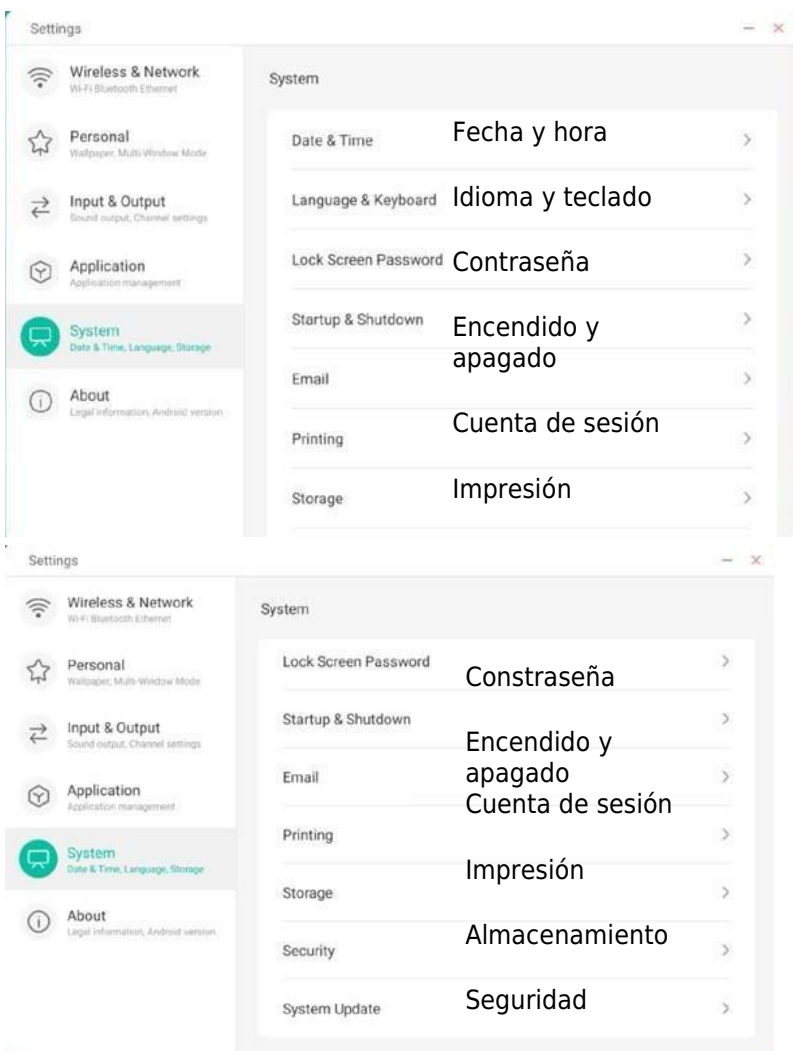 Settings
Wireless & Network
Wi-Fi Bluetooth Ethernet
Personal
Wallpaper, Multi-Window Mode
Input & Output
Sound output, Channel settings
Application
Application management
System
Date & Time, Language, Storage
About
Legal information, Android version
System
Date & Time Fecha y hora
Language & Keyboard Idioma y teclado
Lock Screen Password Contraseña
Startup & Shutdown Encendido y
apagado
Email
Cuenta de sesión
Printing
Impresión
Storage
Settings
Wireless & Network
Wi-Fi Bluetooth Ethernet
Personal
Wallpaper, Multi-Window Mode
Input & Output
Sound output, Channel settings
Application
Application management
System
Date & Time, Language, Storage
About
Legal information, Android version
System
Lock Screen Password
Constraseña
Startup & Shutdown
Encendido y
apagado
Email
Cuenta de sesión
Printing
Impresión
Storage
Almacenamiento
Security
Seguridad
System Update